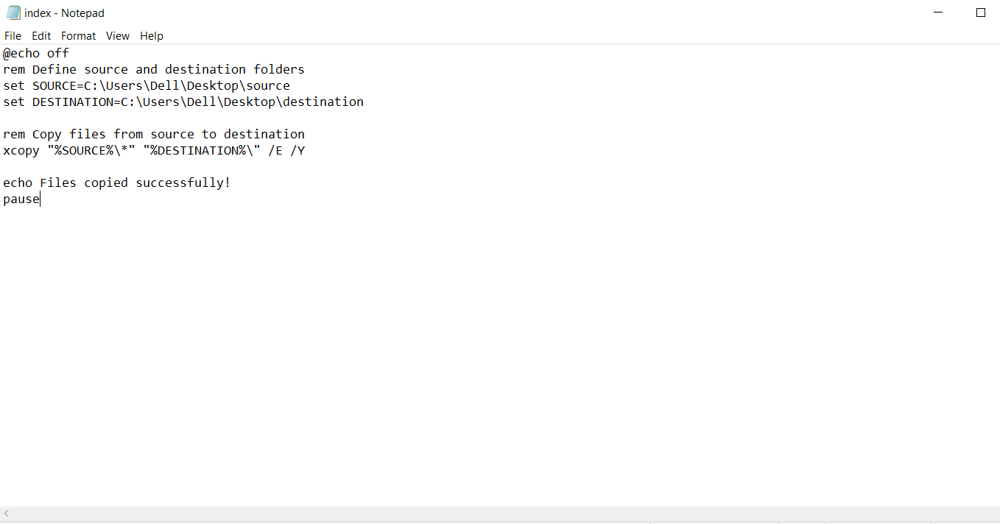 index - Notepad
File Edit Format View Help
@echo off
rem Define source and destination folders
set SOURCE=C:\Users\Dell\Desktop\source
set DESTINATION=C:\Users\Dell\Desktop\destination
rem Copy files from source to destination
xcopy "%SOURCE%\*" "%DESTINATION%\" /E /Y
echo Files copied successfully!
pause